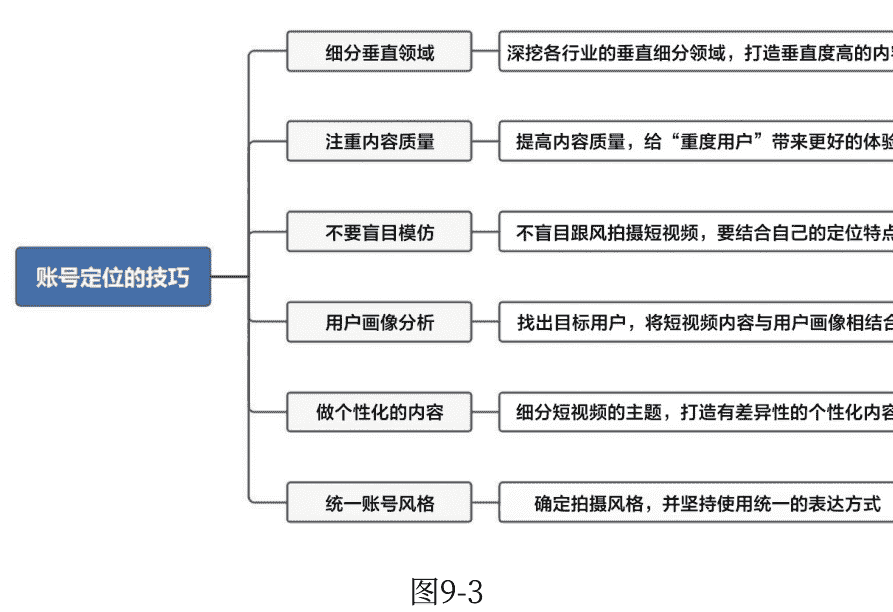 细分垂直领域
深挖各行业的垂直细分领域，打造垂直度高的内容
注重内容质量
提高内容质量，给“重度用户”带来更好的体验
不要盲目模仿
不盲目跟风拍摄短视频，要结合自己的定位特点
账号定位的技巧
用户画像分析
找出目标用户，将短视频内容与用户画像相结合
做个性化的内容
细分短视频的主题，打造有差异性的个性化内容
统一账号风格
确定拍摄风格，并坚持使用统一的表达方式
图9-3